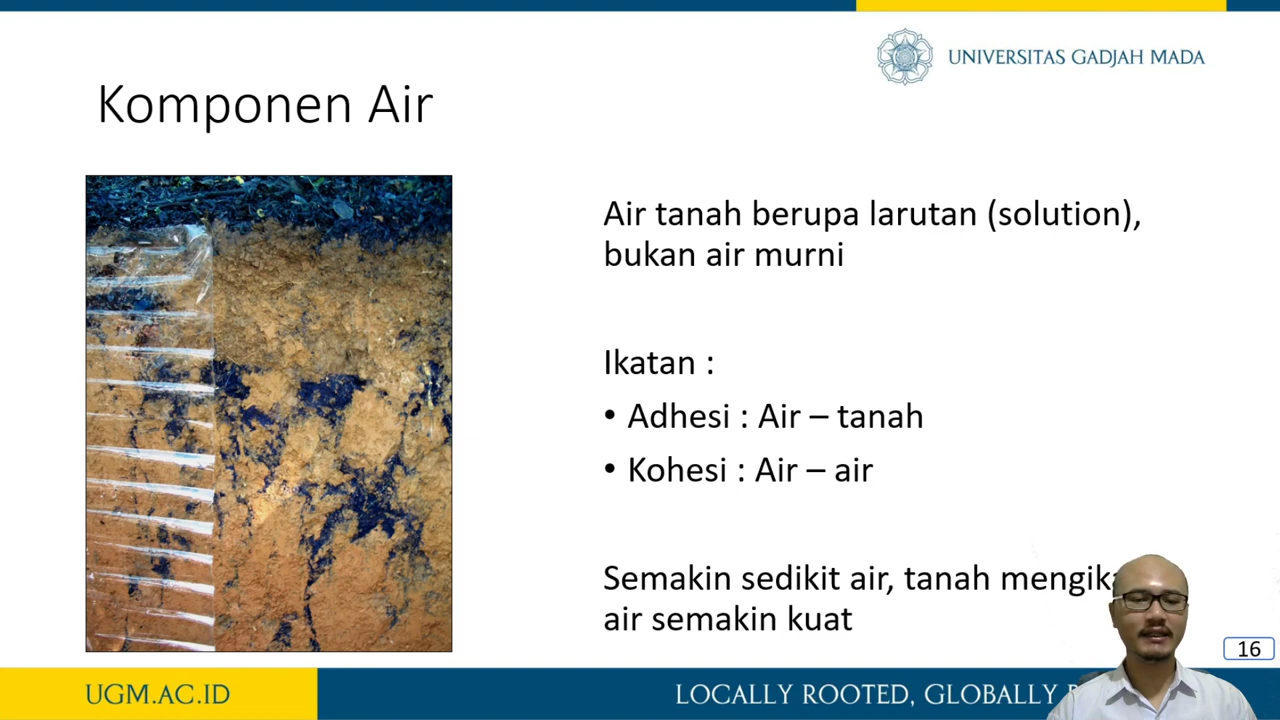 UNIVERSITAS GADJAH MADA
Komponen Air
Air tanah berupa larutan (solution),
bukan air murni
Ikatan :
• Adhesi : Air – tanah
• Kohesi : Air – air
Semakin sedikit air, tanah
air semakin kuat
16
UGM.AC.ID
LOCALLY ROOTED, GLOBALLY